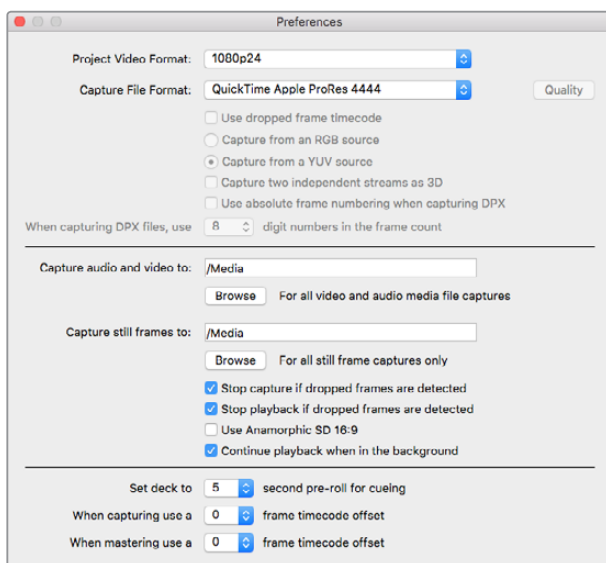 Preferences
Project Video Format: 1080p24
Capture File Format: QuickTime Apple ProRes 4444 Quality
Use dropped frame timecode
Capture from an RGB source
Capture from a YUV source
Capture two independent streams as 3D
Use absolute frame numbering when capturing DPX
When capturing DPX files, use 8 digit numbers in the frame count
Capture audio and video to: /Media
Browse For all video and audio media file captures
Capture still frames to: /Media
Browse For all still frame captures only
Stop capture if dropped frames are detected
Stop playback if dropped frames are detected
Use Anamorphic SD 16:9
Continue playback when in the background
Set deck to 5 second pre-roll for cueing
When capturing use a 0 frame timecode offset
When mastering use a 0 frame timecode offset